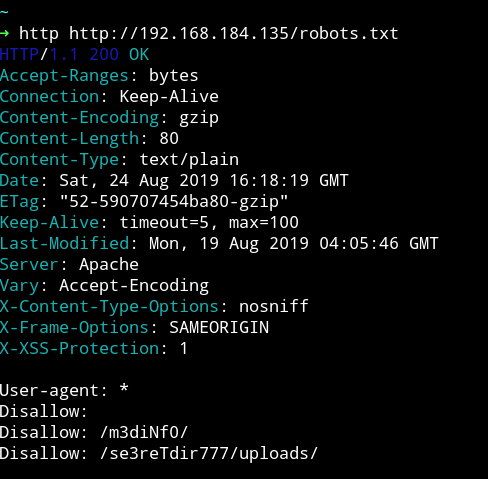 ~
→ http http://192.168.184.135/robots.txt
HTTP/1.1 200 OK
Accept-Ranges: bytes
Connection: Keep-Alive
Content-Encoding: gzip
Content-Length: 80
Content-Type: text/plain
Date: Sat, 24 Aug 2019 16:18:19 GMT
ETag: "52-590707454ba80-gzip"
Keep-Alive: timeout=5, max=100
Last-Modified: Mon, 19 Aug 2019 04:05:46 GMT
Server: Apache
Vary: Accept-Encoding
X-Content-Type-Options: nosniff
X-Frame-Options: SAMEORIGIN
X-XSS-Protection: 1

User-agent: *
Disallow:
Disallow: /m3diNf0/
Disallow: /se3reTdir777/uploads/